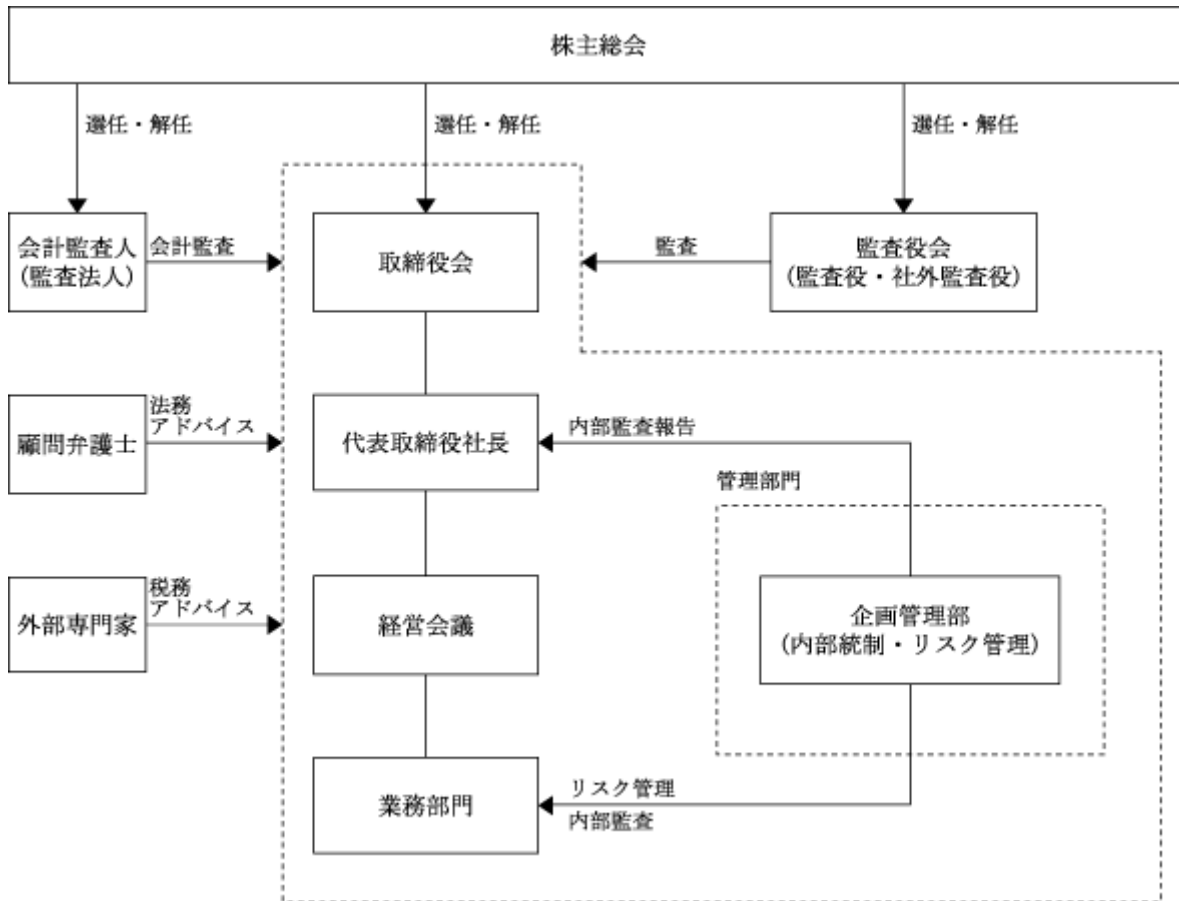 株主総会
選任・解任
選任・解任
選任・解任
会計監査人
(監査法人)
会計監査
取締役会
監査
監査役会
(監査役・社外監査役)
顧問弁護士
法務
アドバイス
代表取締役社長
内部監査報告
管理部門
外部専門家
税務
アドバイス
経営会議
企画管理部
(内部統制・リスク管理)
業務部門
リスク管理
内部監査